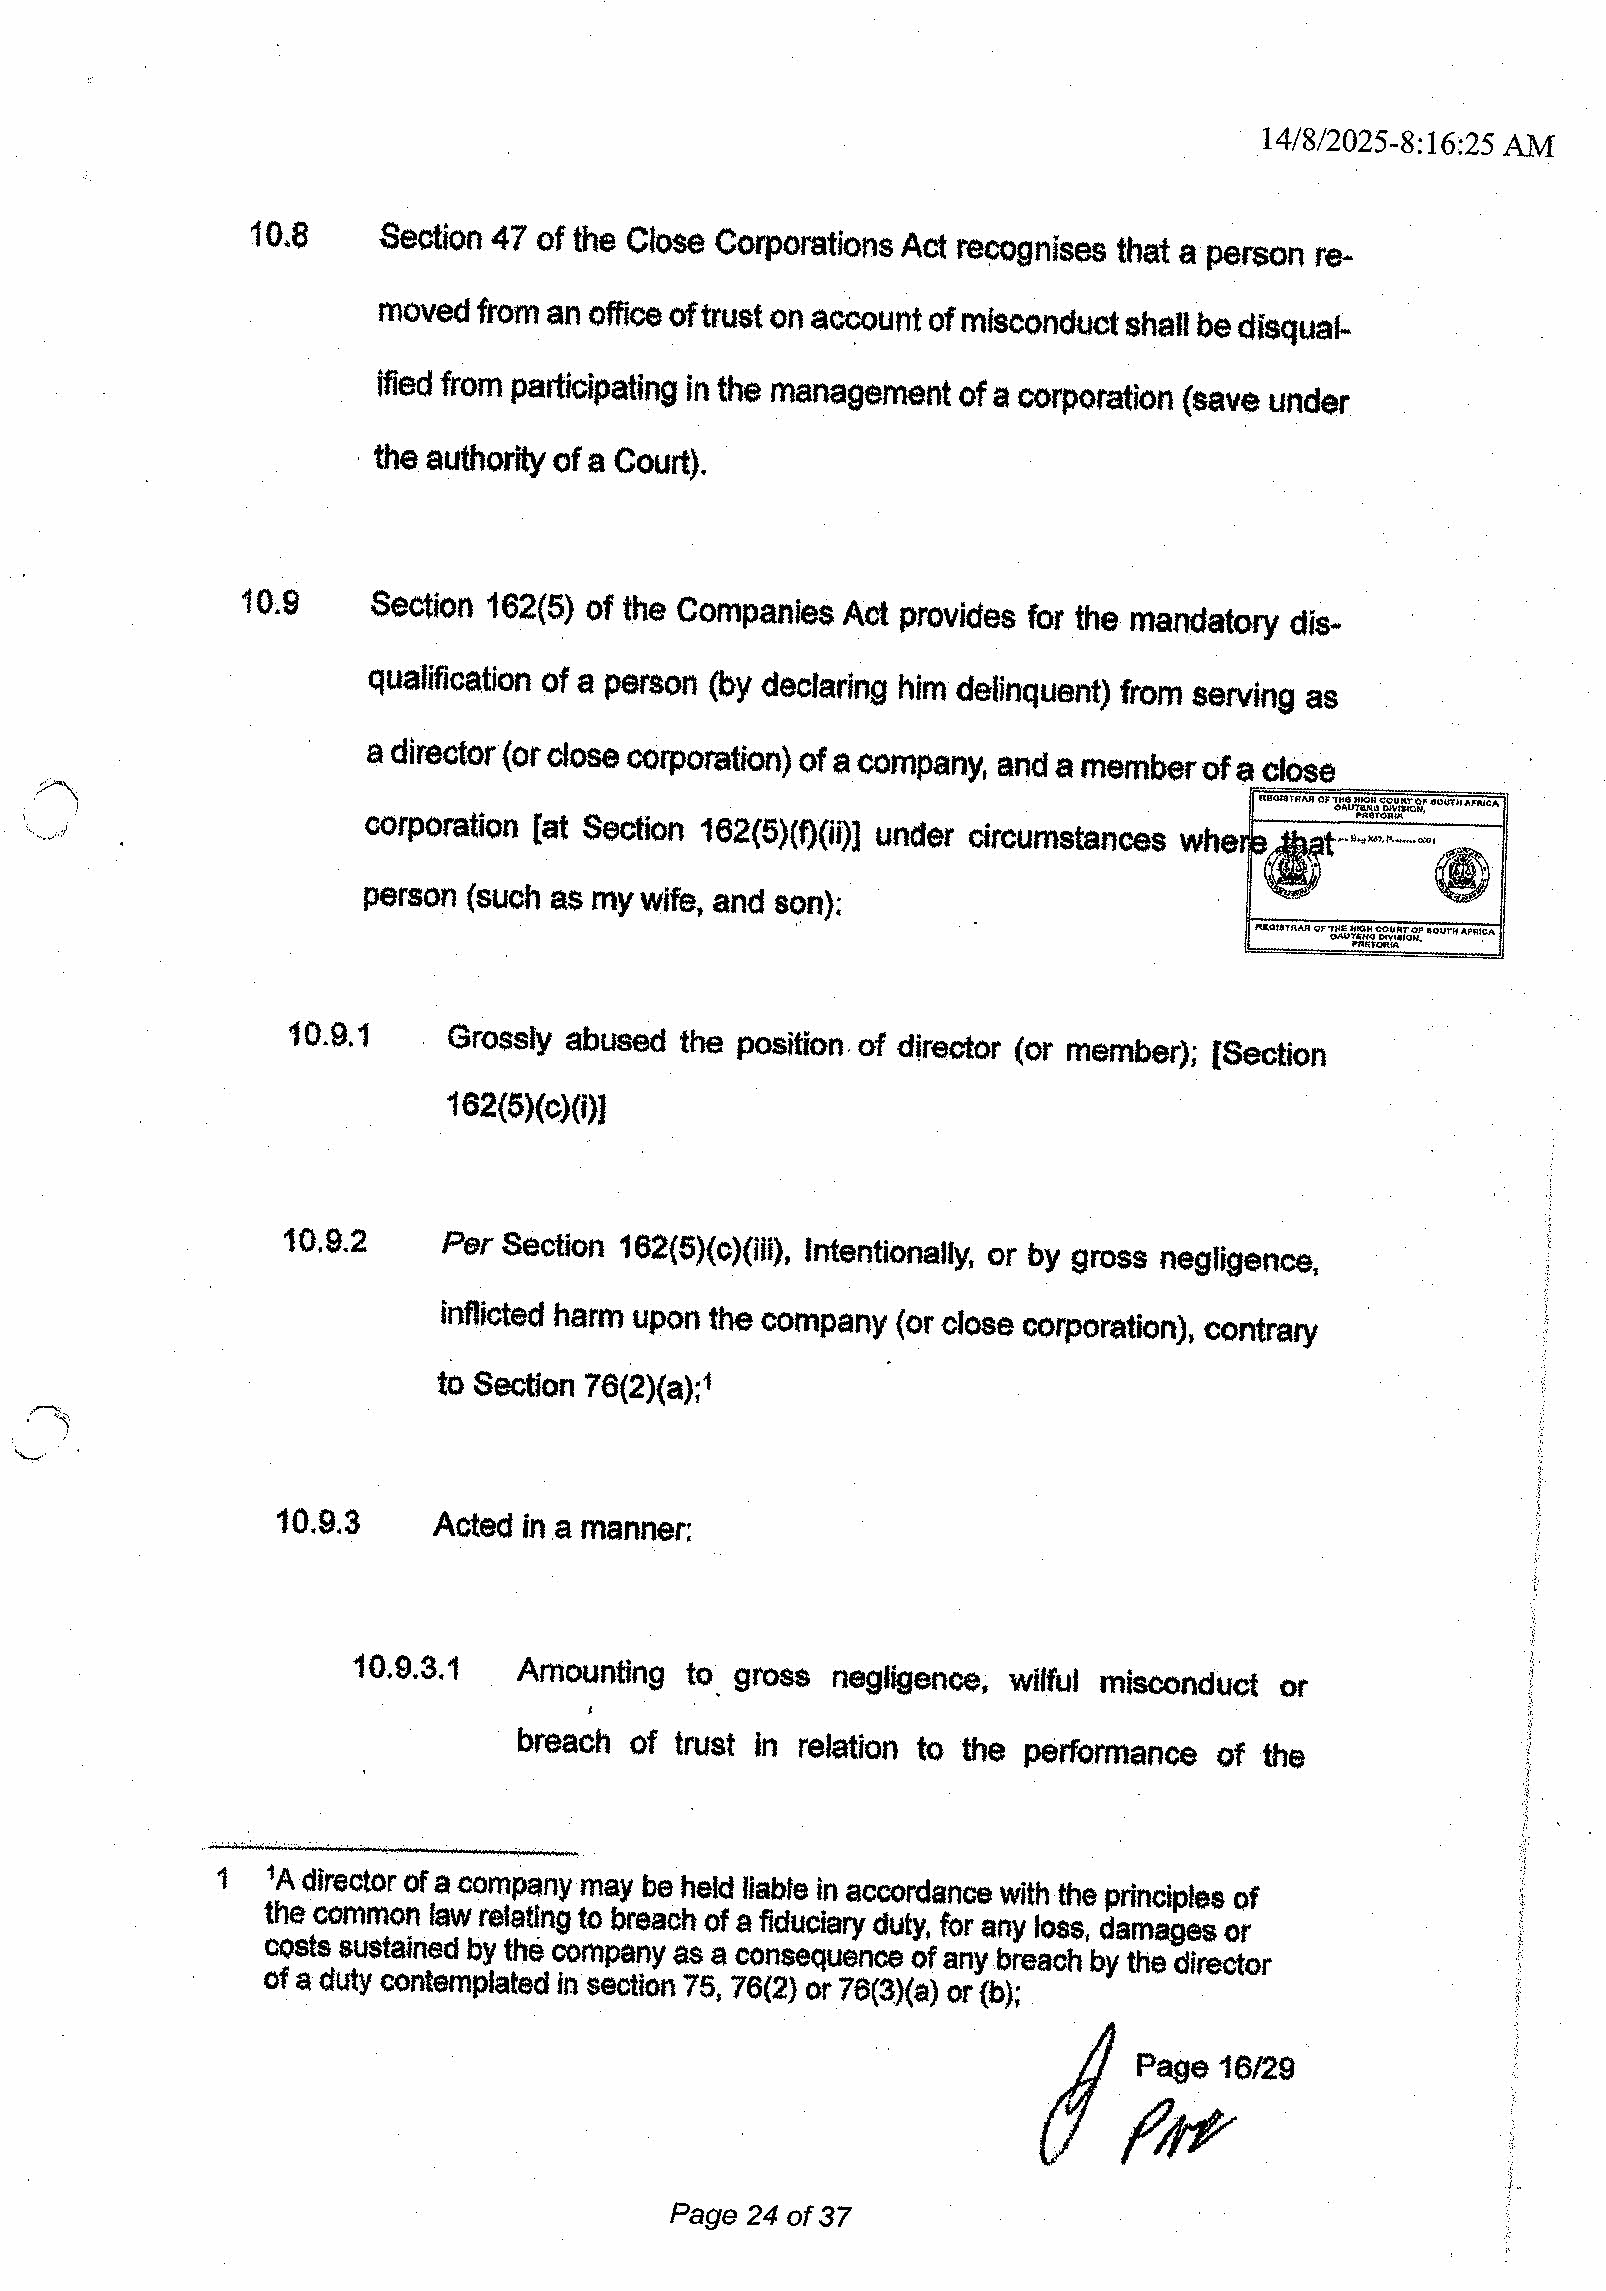 14/8/2025-8:16:25 AM
10.8 Section 47 of the Close Corporations Act recognises that a person re-
moved from an office of trust on account of misconduct shall be disqual-
ified from participating in the management of a corporation (save under
the authority of a Court).
10.9 Section 162(5) of the Companies Act provides for the mandatory dis-
qualification of a person (by declaring him delinquent) from serving as
a director (or close corporation) of a company, and a member of a close
REGISTRAR OF THE HIGH COURT OF SOUTH AFRICA
GAUTENG DIVISION,
PRETORIA
corporation [at Section 162(5)(f)(ii)] under circumstances where that
person (such as my wife, and son):
REGISTRAR OF THE HIGH COURT OF SOUTH AFRICA
GAUTENG DIVISION,
PRETORIA
10.9.1 Grossly abused the position of director (or member); [Section
162(5)(c)(i)]
10.9.2 Per Section 162(5)(c)(iii), Intentionally, or by gross negligence,
inflicted harm upon the company (or close corporation), contrary
to Section 76(2)(a);1
10.9.3 Acted in a manner:
10.9.3.1 Amounting to gross negligence, wilful misconduct or
breach of trust in relation to the performance of the
1 1A director of a company may be held liable in accordance with the principles of
the common law relating to breach of a fiduciary duty, for any loss, damages or
costs sustained by the company as a consequence of any breach by the director
of a duty contemplated in section 75, 76(2) or 76(3)(a) or (b);
Page 16/29
Page 24 of 37